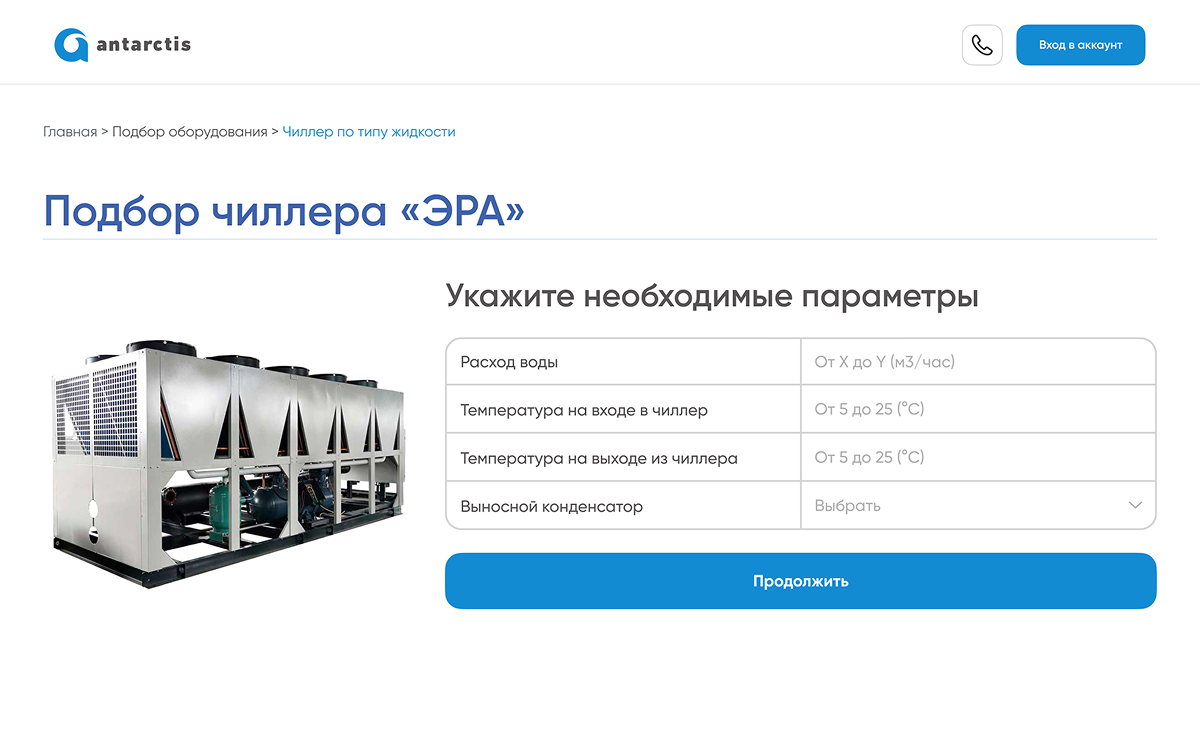 antarctis
Вход в аккаунт
Главная > Подбор оборудования > Чиллер по типу жидкости
Подбор чиллера «ЭРА»
Укажите необходимые параметры
Расход воды
От X до Y (м3/час)
Температура на входе в чиллер
От 5 до 25 (°C)
Температура на выходе из чиллера
От 5 до 25 (°C)
Выносной конденсатор
Выбрать
Продолжить